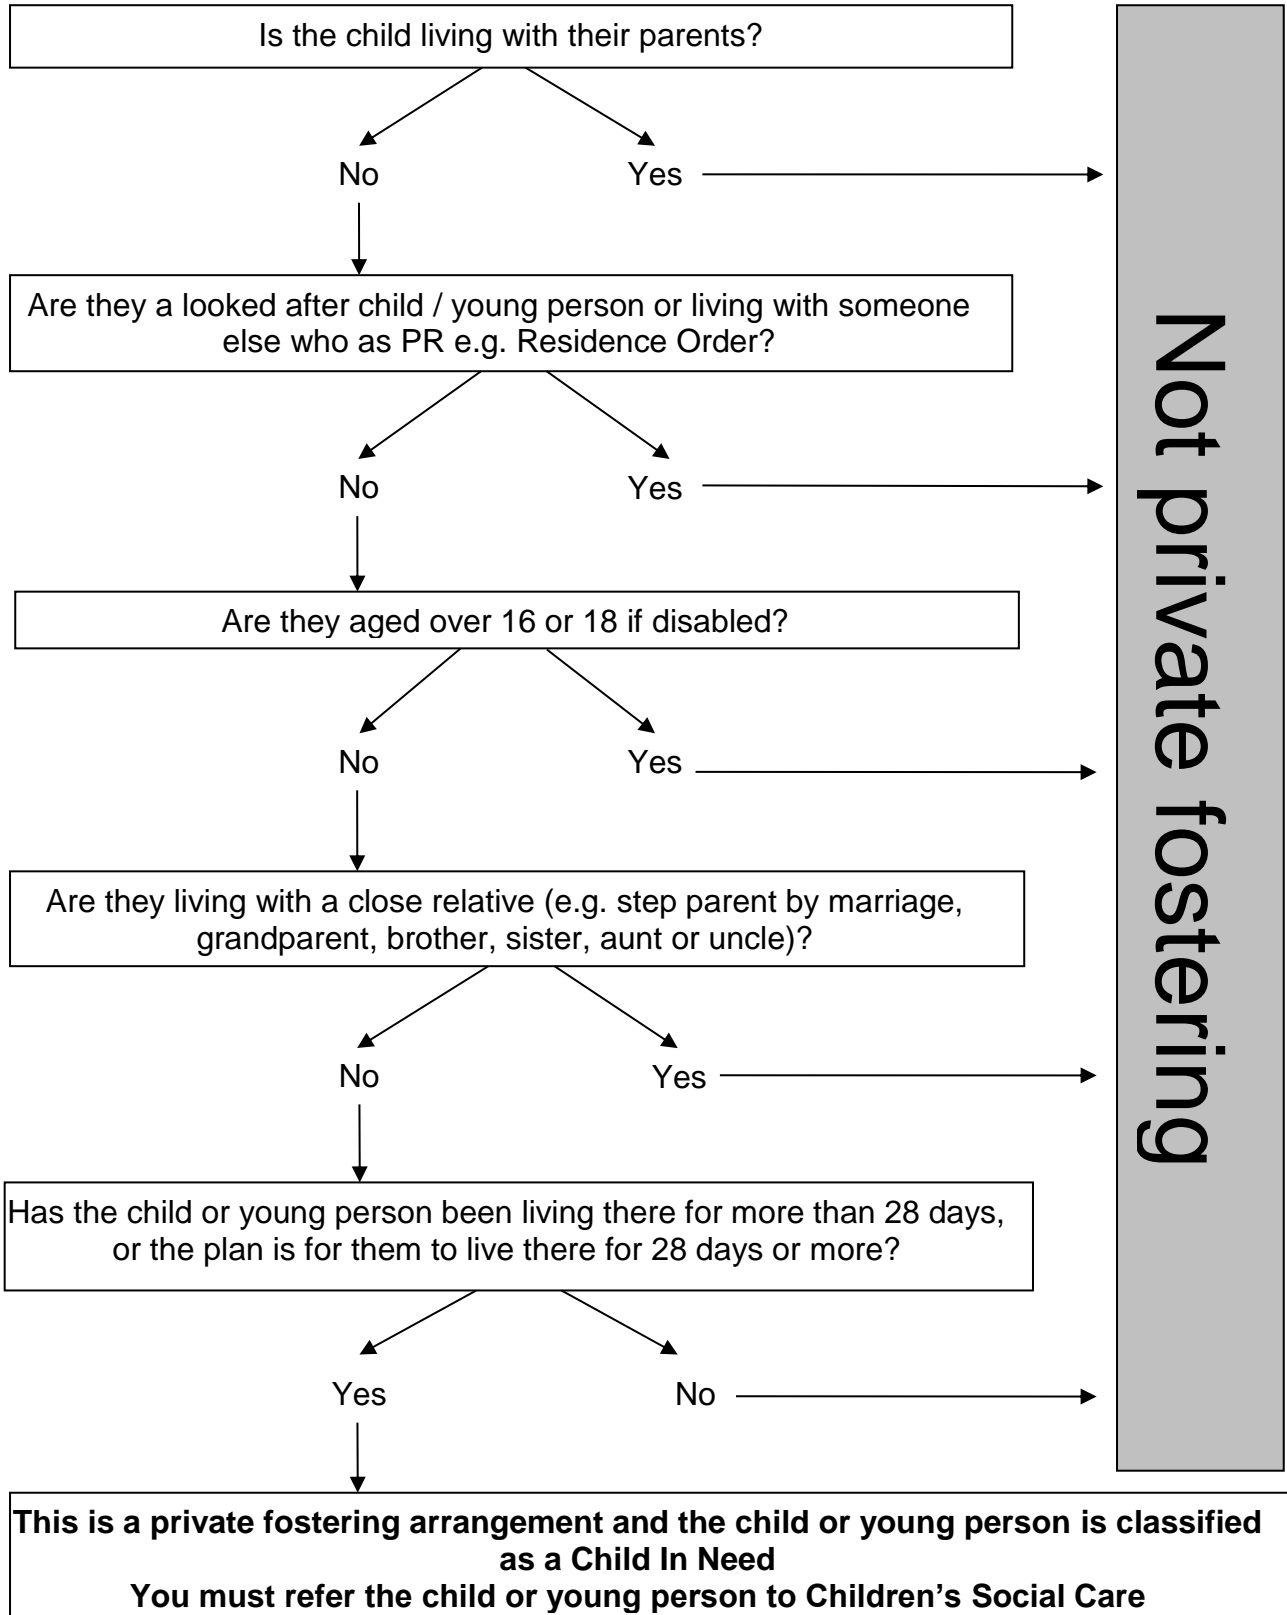 Is the child living with their parents?
No
Yes
Are they a looked after child / young person or living with someone
else who as PR e.g. Residence Order?
No
Yes
Are they aged over 16 or 18 if disabled?
No
Yes
Are they living with a close relative (e.g. step parent by marriage,
grandparent, brother, sister, aunt or uncle)?
No
Yes
Has the child or young person been living there for more than 28 days,
or the plan is for them to live there for 28 days or more?
Yes
No
This is a private fostering arrangement and the child or young person is classified
as a Child In Need
You must refer the child or young person to Children’s Social Care
Not private fostering